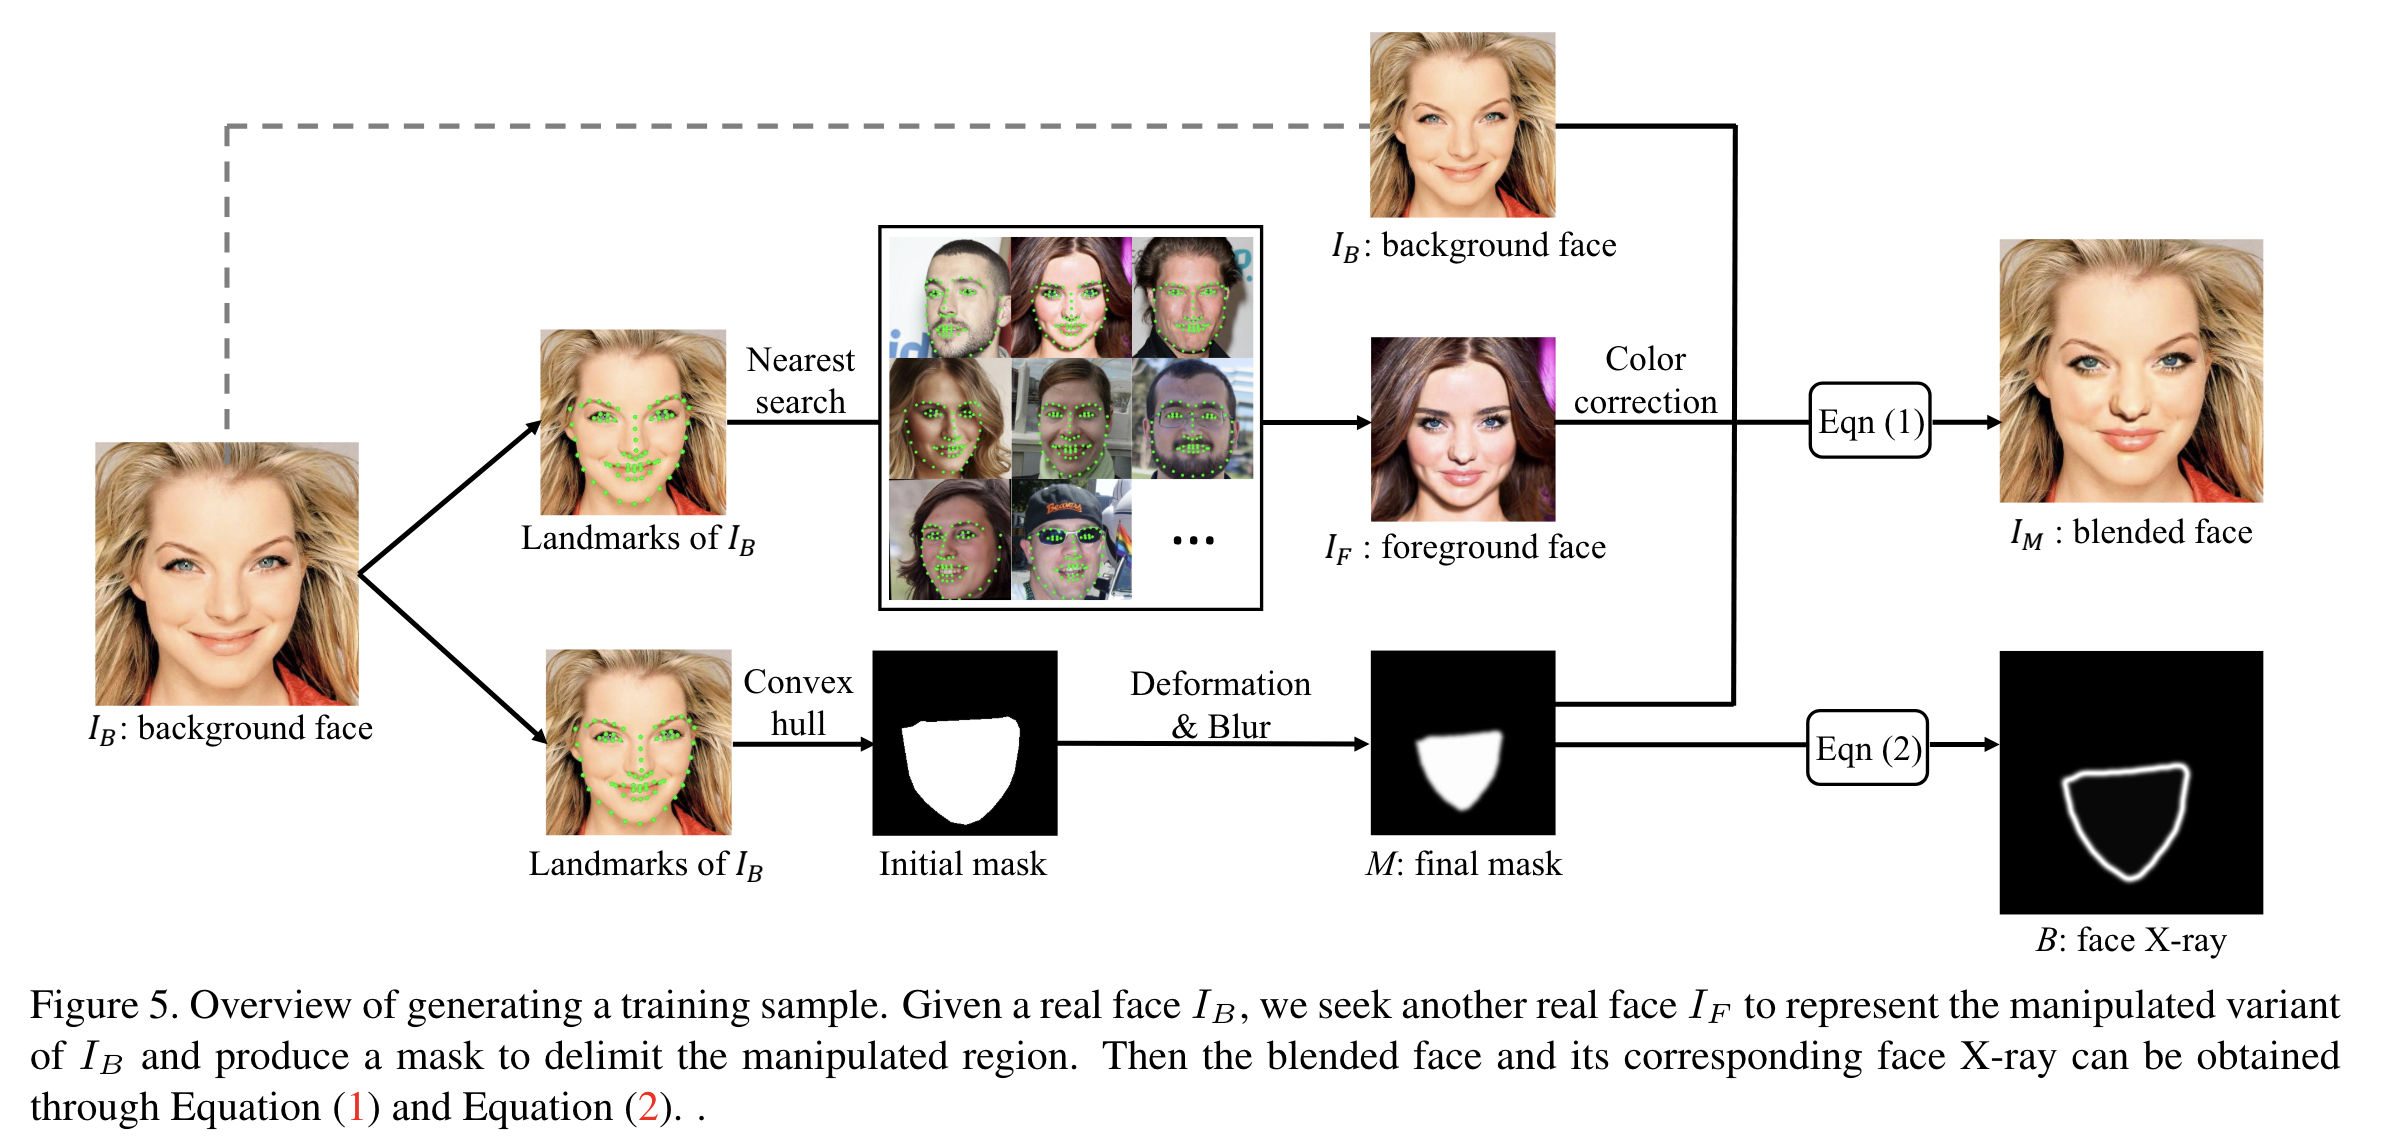 I_B: background face
Nearest
search
Color
correction
Eqn (1)
Landmarks of I_B
I_F : foreground face
I_M : blended face
Beavers
...
I_B: background face
Convex
hull
Deformation
& Blur
Eqn (2)
Landmarks of I_B
Initial mask
M: final mask
B: face X-ray
Figure 5. Overview of generating a training sample. Given a real face I_B, we seek another real face I_F to represent the manipulated variant
of I_B and produce a mask to delimit the manipulated region. Then the blended face and its corresponding face X-ray can be obtained
through Equation (1) and Equation (2). .